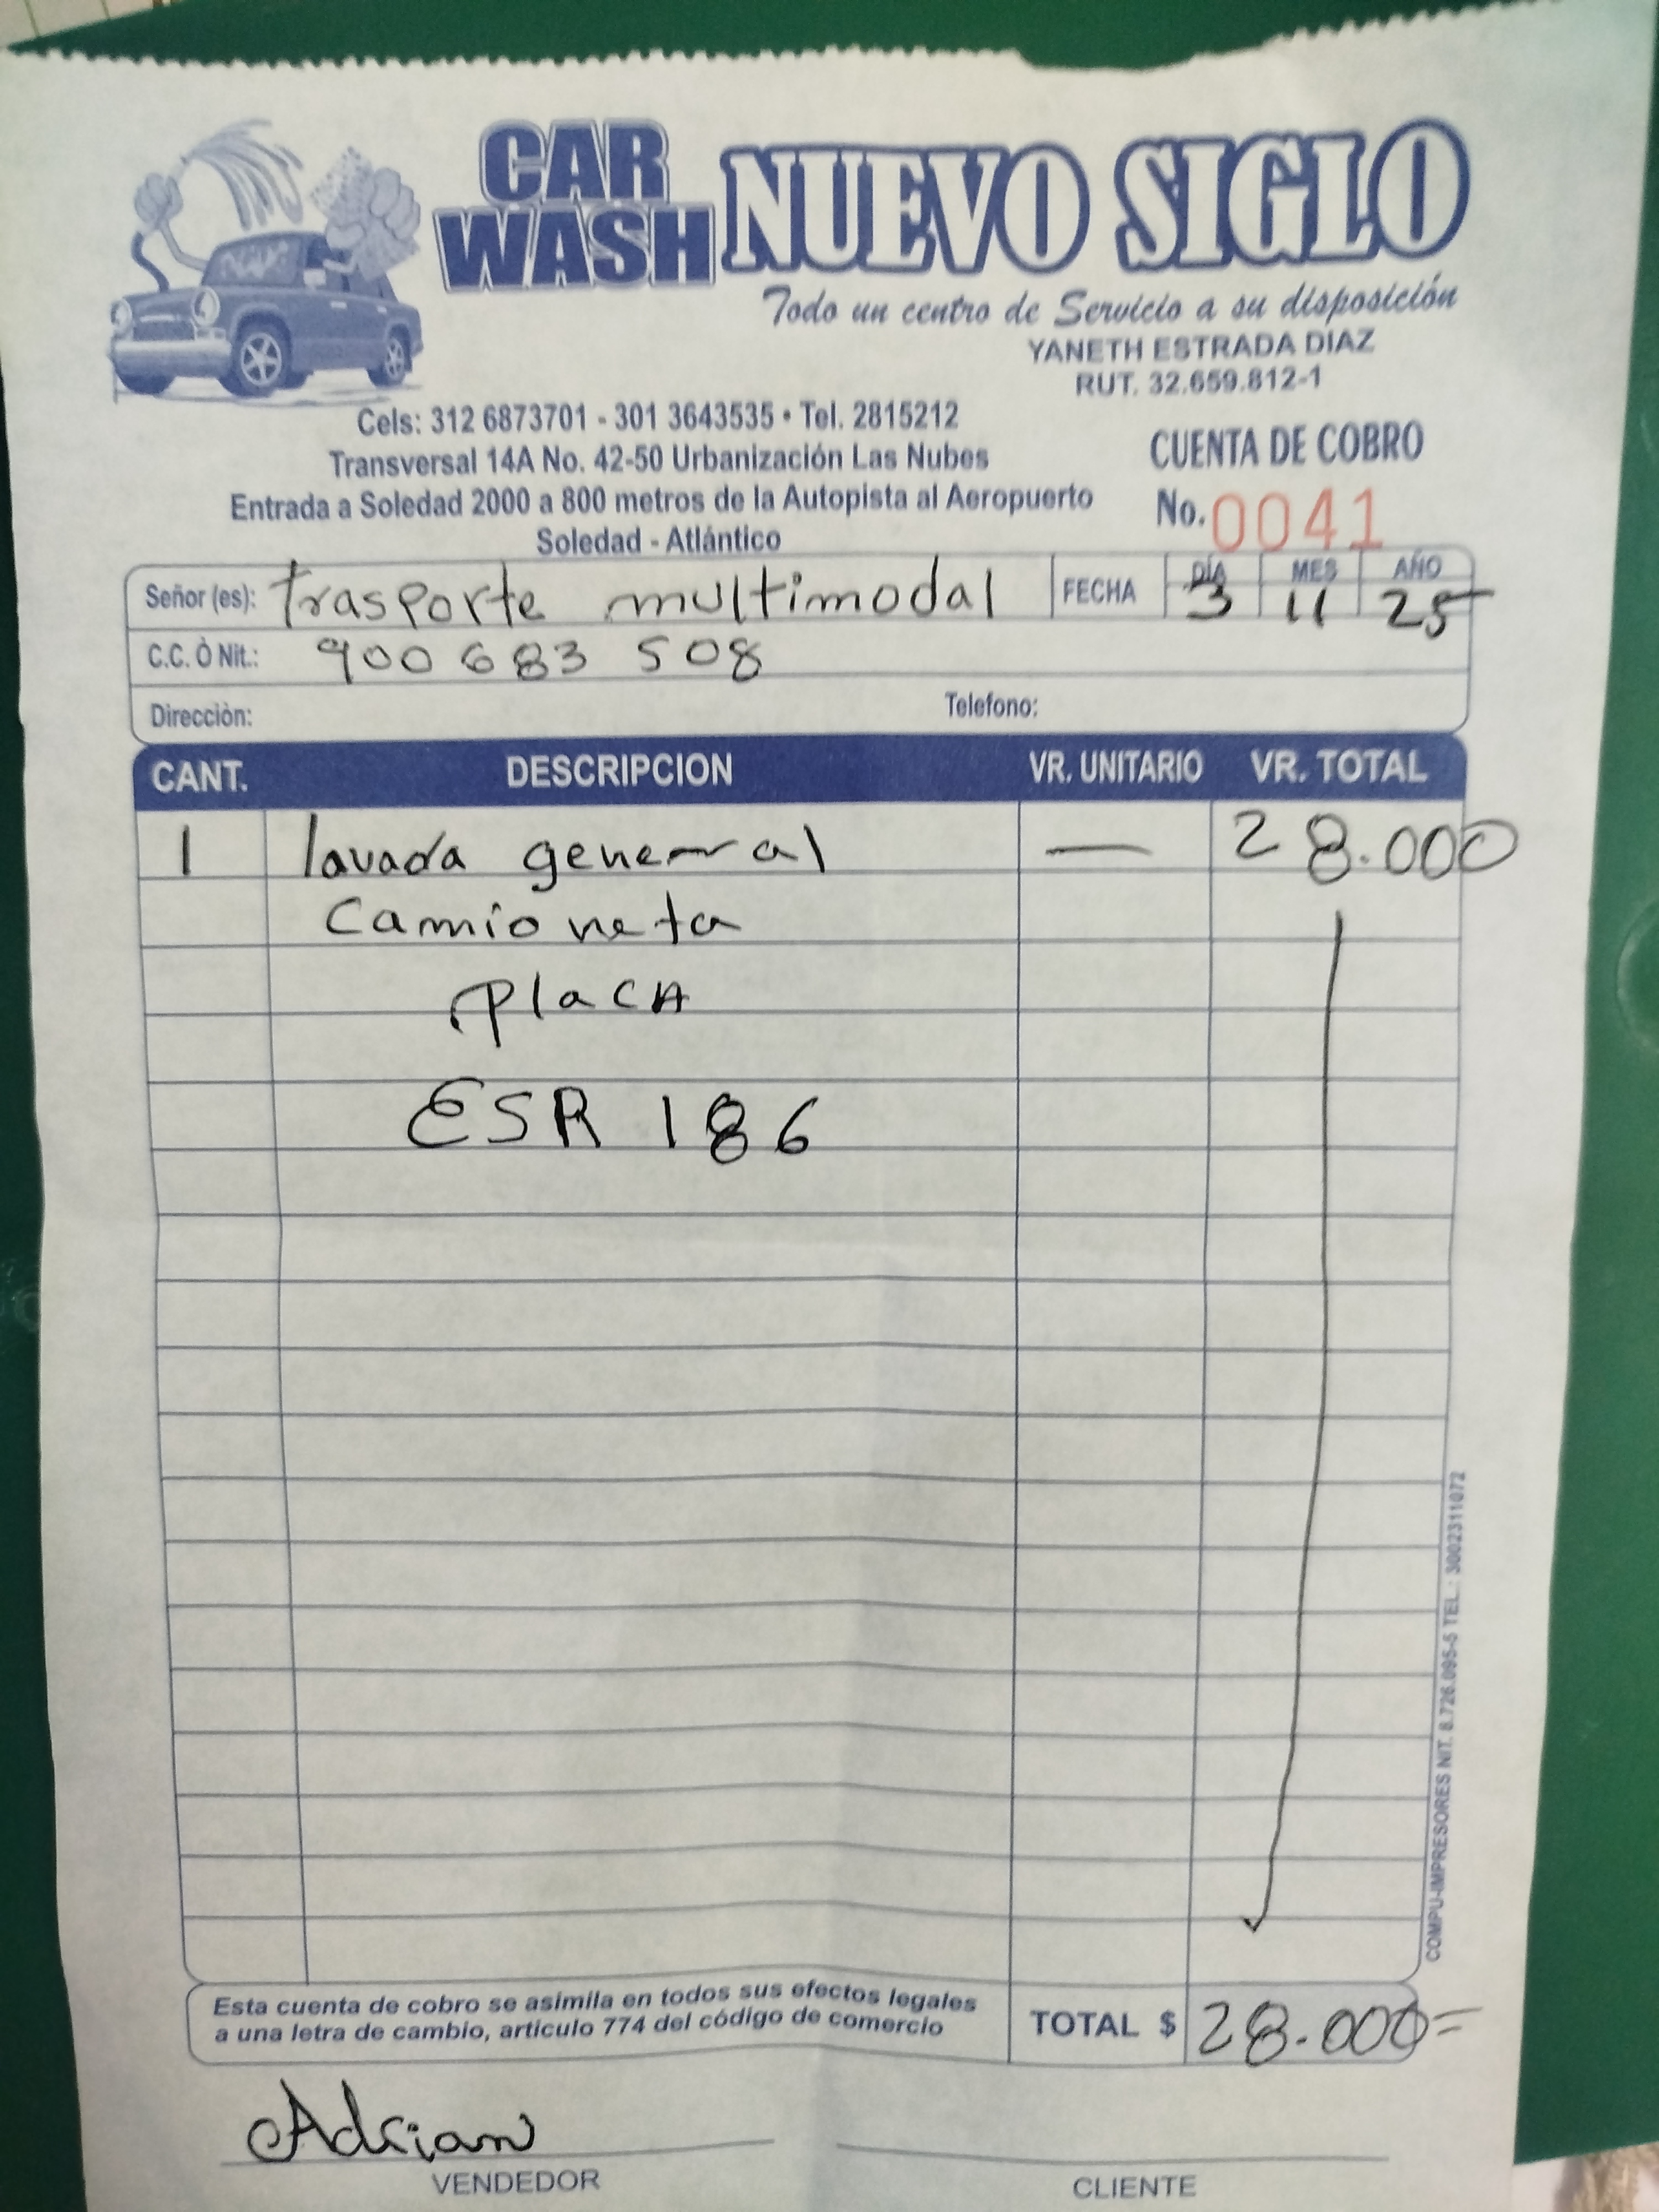 CAR WASH NUEVO SIGLO
Todo un centro de Servicio a su disposición
YANETH ESTRADA DIAZ
RUT. 32.659.812-1
Cels: 312 6873701 - 301 3643535 • Tel. 2815212
Transversal 14A No. 42-50 Urbanización Las Nubes
Entrada a Soledad 2000 a 800 metros de la Autopista al Aeropuerto
Soledad - Atlántico
CUENTA DE COBRO
No. 0041
Señor (es): trasporte multimodal FECHA DÍA 3 MES 11 AÑO 25
C.C. Ò Nit.: 900 683 508
Direcciòn: Telefono:
CANT. DESCRIPCION VR. UNITARIO VR. TOTAL
1 lavada general — 28.000
Camioneta
PlacA
ESR 186
COMPU-IMPRESORES NIT. 8.726.095-5 TEL.: 3002311072
Esta cuenta de cobro se asimila en todos sus efectos legales
a una letra de cambio, articulo 774 del código de comercio
TOTAL $ 28.000=
Adrian
VENDEDOR CLIENTE